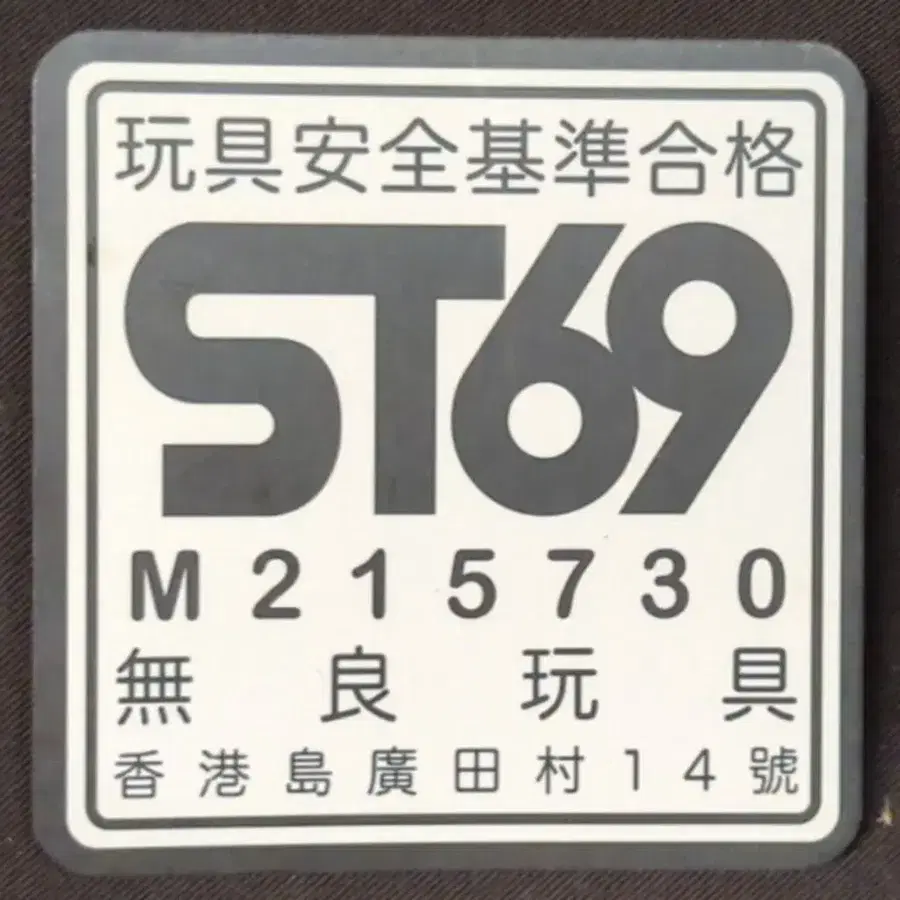 玩具安全基準合格
ST69
M215730
無良玩具
香港島廣田村14號